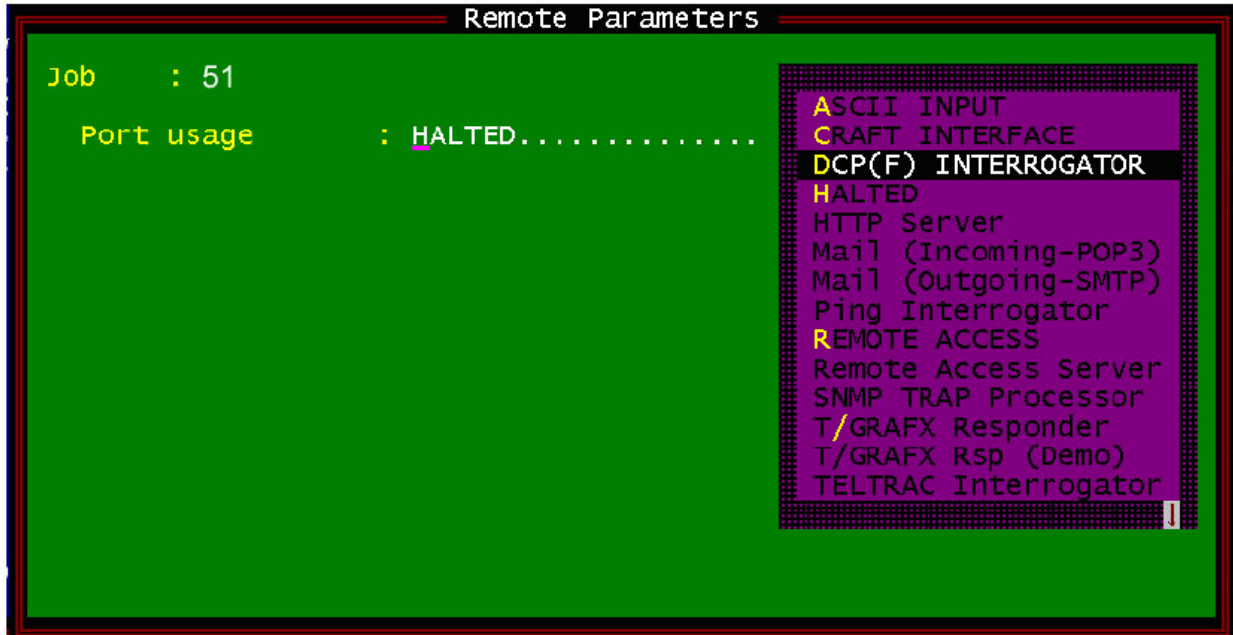 Remote Parameters
Job : 51
Port usage : HALTED..............
ASCII INPUT
CRAFT INTERFACE
DCP(F) INTERROGATOR
HALTED
HTTP Server
Mail (Incoming-POP3)
Mail (Outgoing-SMTP)
Ping Interrogator
REMOTE ACCESS
Remote Access Server
SNMP TRAP Processor
T/GRAFX Responder
T/GRAFX Rsp (Demo)
TELTRAC Interrogator